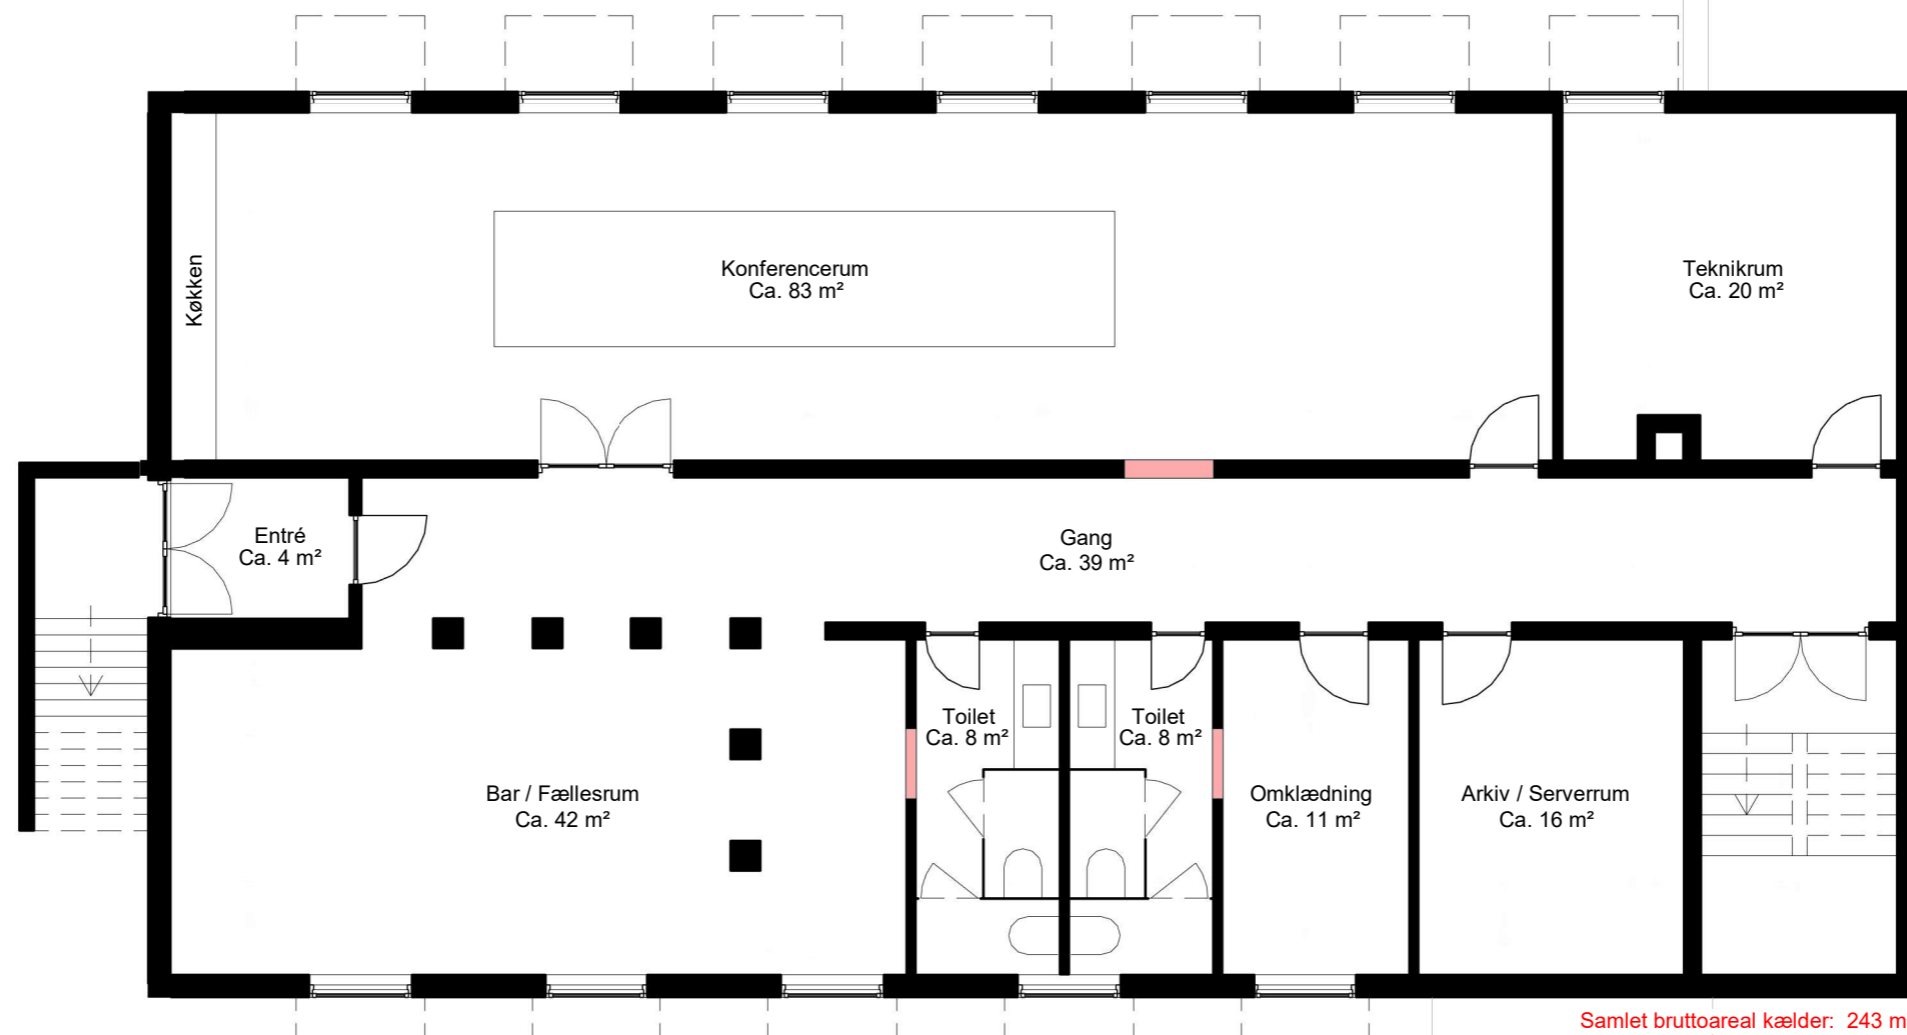 Køkken
Konferencerum
Ca. 83 m²
Teknikrum
Ca. 20 m²
Entré
Ca. 4 m²
Gang
Ca. 39 m²
Toilet
Ca. 8 m²
Toilet
Ca. 8 m²
Bar / Fællesrum
Ca. 42 m²
Omklædning
Ca. 11 m²
Arkiv / Serverrum
Ca. 16 m²
Samlet bruttoareal kælder: 243 m